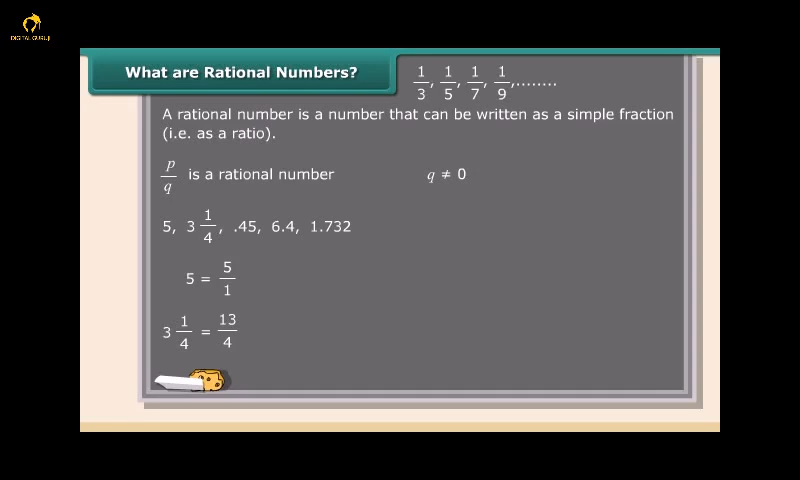 DIGITAL GURUJI
What are Rational Numbers?
1/3, 1/5, 1/7, 1/9,........
A rational number is a number that can be written as a simple fraction
(i.e. as a ratio).
p/q is a rational number q ≠ 0
5, 3 1/4, .45, 6.4, 1.732
5 = 5/1
3 1/4 = 13/4